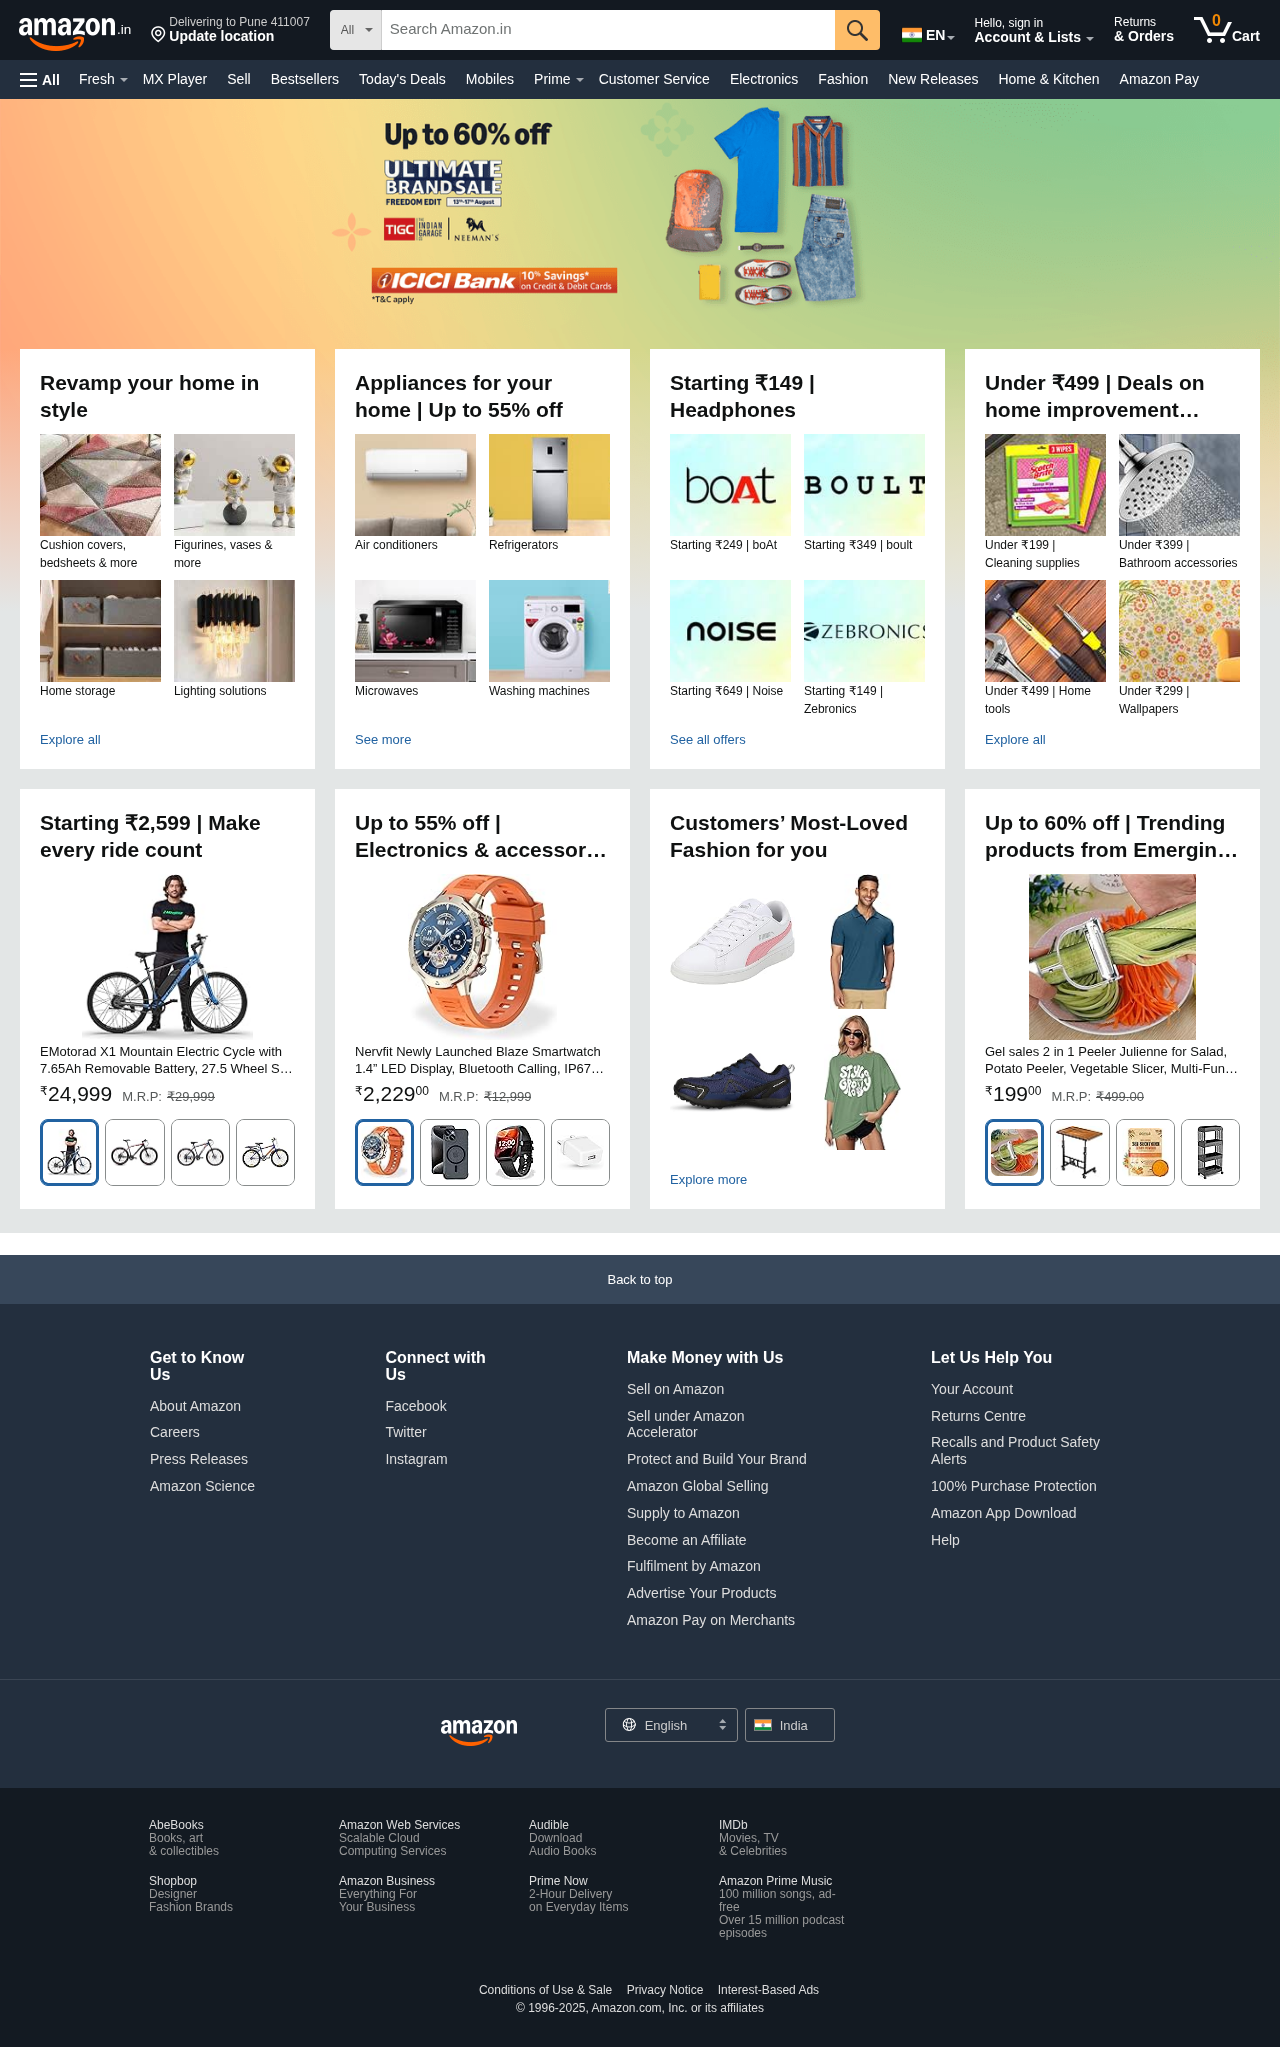 amazon.in
Delivering to Pune 411007
Update location
All
Search Amazon.in
EN
Hello, sign in
Account & Lists
Returns
& Orders
0
Cart
All
Fresh
MX Player
Sell
Bestsellers
Today's Deals
Mobiles
Prime
Customer Service
Electronics
Fashion
New Releases
Home & Kitchen
Amazon Pay
Up to 60% off
ULTIMATE
BRAND SALE
FREEDOM EDIT 13th-17th August
TIGC THE INDIAN GARAGE CO
NEEMAN'S
ICICI Bank 10% Savings*
on Credit & Debit Cards
*T&C apply
Revamp your home in
style
Cushion covers,
bedsheets & more
Figurines, vases &
more
Home storage
Lighting solutions
Explore all
Appliances for your
home | Up to 55% off
Air conditioners
Refrigerators
Microwaves
Washing machines
See more
Starting ₹149 |
Headphones
boAt
BOULT
Starting ₹249 | boAt
Starting ₹349 | boult
noise
ZEBRONICS
Starting ₹649 | Noise
Starting ₹149 |
Zebronics
See all offers
Under ₹499 | Deals on
home improvement…
Scotch
Brite
3 WIPES
Under ₹199 |
Cleaning supplies
Under ₹399 |
Bathroom accessories
Under ₹499 | Home
tools
Under ₹299 |
Wallpapers
Explore all
Starting ₹2,599 | Make
every ride count
EMotorad X1 Mountain Electric Cycle with
7.65Ah Removable Battery, 27.5 Wheel S…
₹24,999 M.R.P: ₹29,999
Up to 55% off |
Electronics & accessor…
Nervfit Newly Launched Blaze Smartwatch
1.4” LED Display, Bluetooth Calling, IP67…
₹2,229.00 M.R.P: ₹12,999
12:00
Customers’ Most-Loved
Fashion for you
Explore more
Up to 60% off | Trending
products from Emergin…
Gel sales 2 in 1 Peeler Julienne for Salad,
Potato Peeler, Vegetable Slicer, Multi-Fun…
₹199.00 M.R.P: ₹499.00
Back to top
Get to Know
Us
About Amazon
Careers
Press Releases
Amazon Science
Connect with
Us
Facebook
Twitter
Instagram
Make Money with Us
Sell on Amazon
Sell under Amazon
Accelerator
Protect and Build Your Brand
Amazon Global Selling
Supply to Amazon
Become an Affiliate
Fulfilment by Amazon
Advertise Your Products
Amazon Pay on Merchants
Let Us Help You
Your Account
Returns Centre
Recalls and Product Safety
Alerts
100% Purchase Protection
Amazon App Download
Help
amazon
English
India
AbeBooks
Books, art
& collectibles
Amazon Web Services
Scalable Cloud
Computing Services
Audible
Download
Audio Books
IMDb
Movies, TV
& Celebrities
Shopbop
Designer
Fashion Brands
Amazon Business
Everything For
Your Business
Prime Now
2-Hour Delivery
on Everyday Items
Amazon Prime Music
100 million songs, ad-
free
Over 15 million podcast
episodes
Conditions of Use & Sale
Privacy Notice
Interest-Based Ads
© 1996-2025, Amazon.com, Inc. or its affiliates